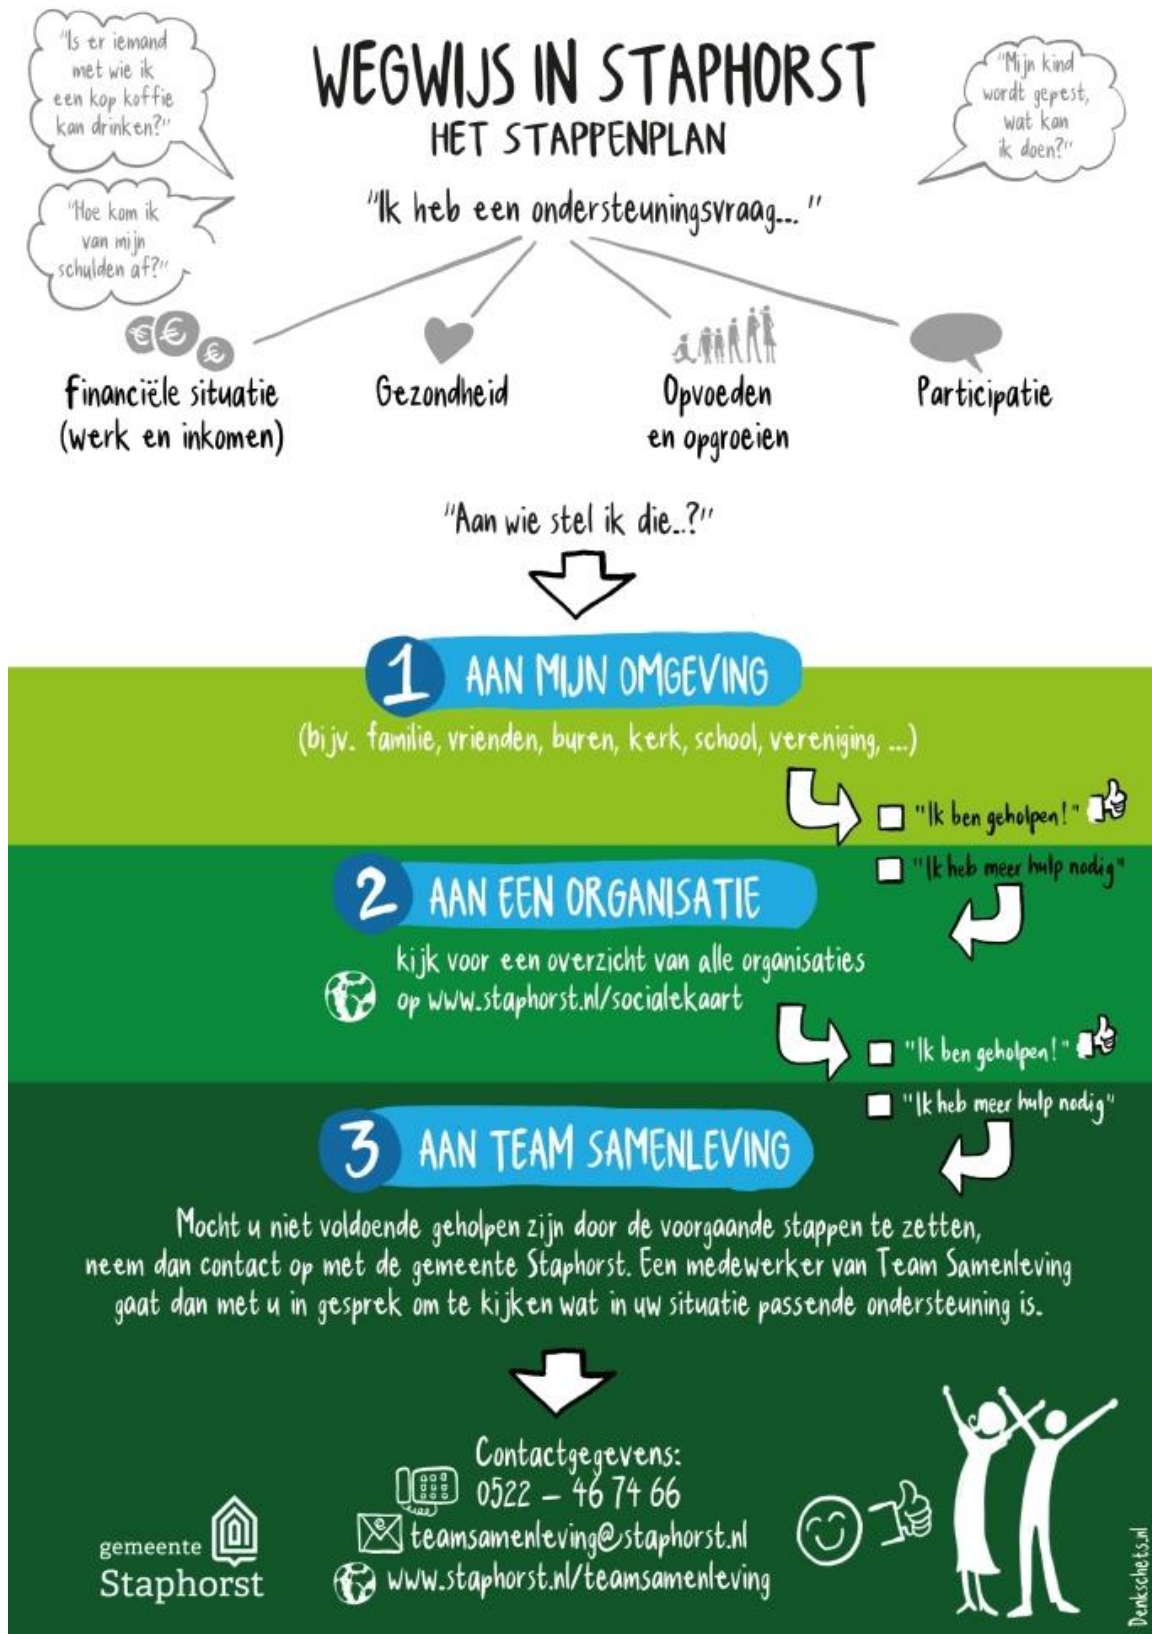 "Is er iemand
met wie ik
een kop koffie
kan drinken?"
WEGWIJS IN STAPHORST
HET STAPPENPLAN
"Mijn kind
wordt gepest,
wat kan
ik doen?"
"Hoe kom ik
van mijn
schulden af?"
"Ik heb een ondersteuningsvraag... "
€ € €
Financiële situatie
(werk en inkomen)
Gezondheid
Opvoeden
en opgroeien
Participatie
"Aan wie stel ik die..?"
1 AAN MIJN OMGEVING
(bijv. familie, vrienden, buren, kerk, school, vereniging, ...)
"Ik ben geholpen!"
"Ik heb meer hulp nodig"
2 AAN EEN ORGANISATIE
kijk voor een overzicht van alle organisaties
op www.staphorst.nl/socialekaart
"Ik ben geholpen!"
"Ik heb meer hulp nodig"
3 AAN TEAM SAMENLEVING
Mocht u niet voldoende geholpen zijn door de voorgaande stappen te zetten,
neem dan contact op met de gemeente Staphorst. Een medewerker van Team Samenleving
gaat dan met u in gesprek om te kijken wat in uw situatie passende ondersteuning is.
Contactgegevens:
0522 – 46 74 66
teamsamenleving@staphorst.nl
www.staphorst.nl/teamsamenleving
gemeente
Staphorst
Denkschets.nl